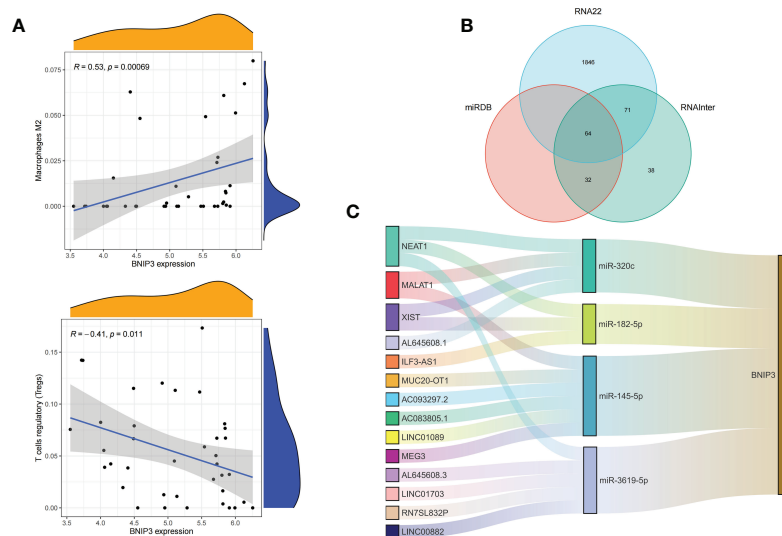 A
R = 0.53, p = 0.00069
Macrophages M2
0.075
0.050
0.025
0.000
3.5 4.0 4.5 5.0 5.5 6.0
BNIP3 expression
R = −0.41, p = 0.011
T cells regulatory (Tregs)
0.15
0.10
0.05
0.00
3.5 4.0 4.5 5.0 5.5 6.0
BNIP3 expression
B
RNA22
miRDB
RNAInter
1846
71
64
32
38
C
NEAT1
MALAT1
XIST
AL645608.1
ILF3-AS1
MUC20-OT1
AC093297.2
AC083805.1
LINC01089
MEG3
AL645608.3
LINC01703
RN7SL832P
LINC00882
miR-320c
miR-182-5p
miR-145-5p
miR-3619-5p
BNIP3